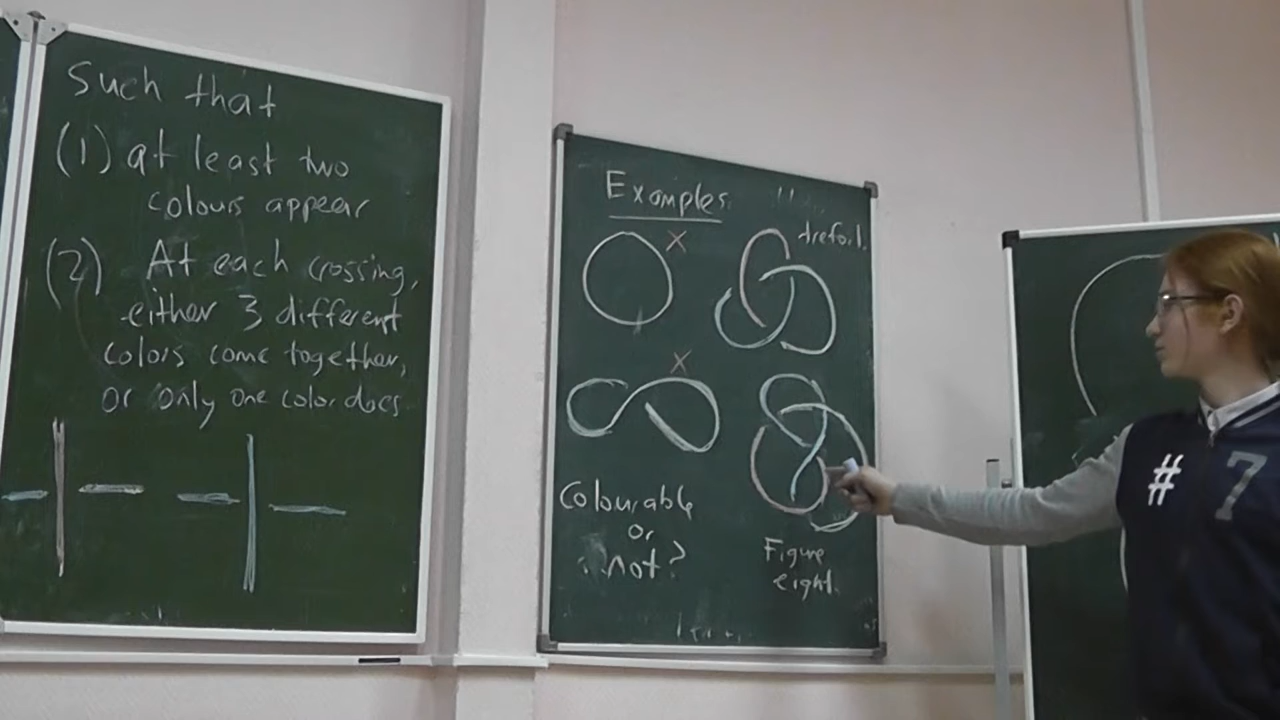 Such that
(1) at least two
colours appear
(2) At each crossing,
either 3 different
colors come together,
or only one color does
Examples
trefoil.
Colourable
or
not?
Figure
eight.
# 7